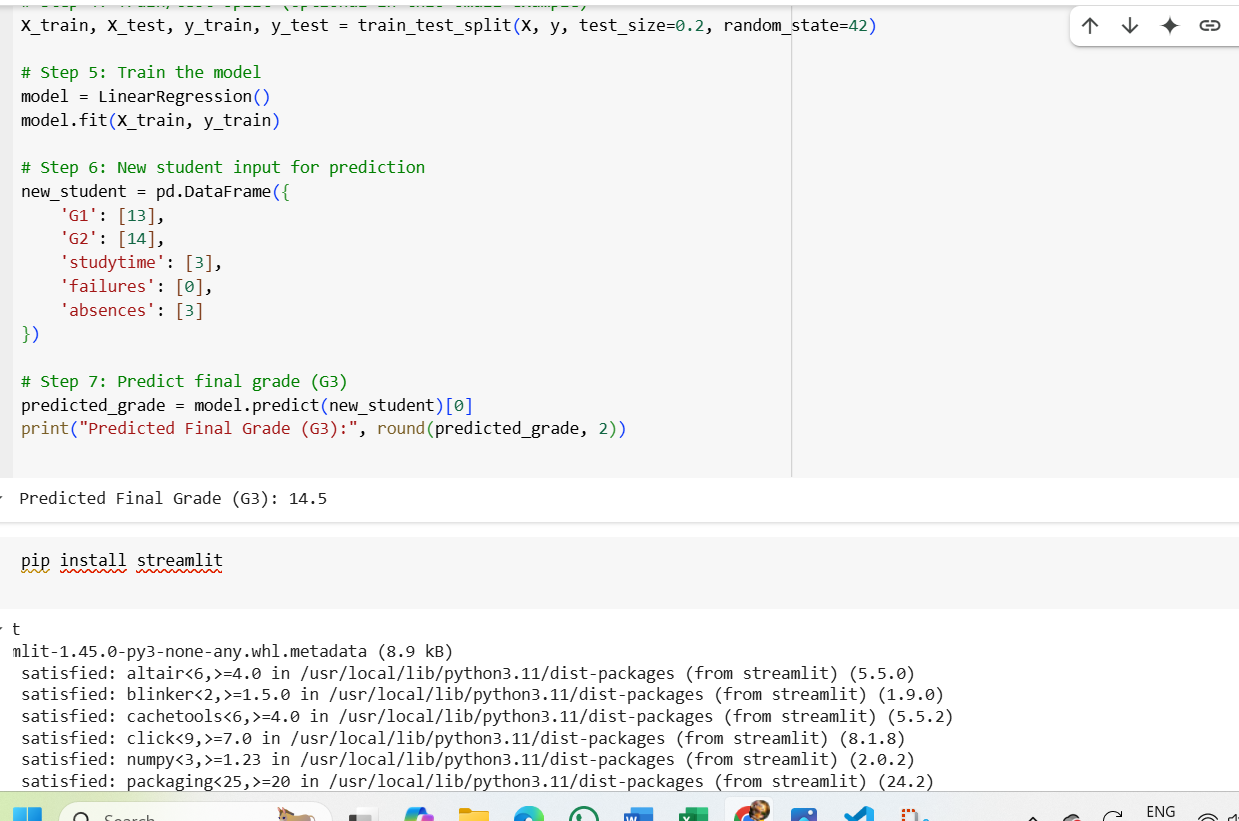 # Step 4: Train/test split (optional in this small example)
X_train, X_test, y_train, y_test = train_test_split(X, y, test_size=0.2, random_state=42)
# Step 5: Train the model
model = LinearRegression()
model.fit(X_train, y_train)
# Step 6: New student input for prediction
new_student = pd.DataFrame({
    'G1': [13],
    'G2': [14],
    'studytime': [3],
    'failures': [0],
    'absences': [3]
})
# Step 7: Predict final grade (G3)
predicted_grade = model.predict(new_student)[0]
print("Predicted Final Grade (G3):", round(predicted_grade, 2))
Predicted Final Grade (G3): 14.5
pip install streamlit
t
mlit-1.45.0-py3-none-any.whl.metadata (8.9 kB)
satisfied: altair<6,>=4.0 in /usr/local/lib/python3.11/dist-packages (from streamlit) (5.5.0)
satisfied: blinker<2,>=1.5.0 in /usr/local/lib/python3.11/dist-packages (from streamlit) (1.9.0)
satisfied: cachetools<6,>=4.0 in /usr/local/lib/python3.11/dist-packages (from streamlit) (5.5.2)
satisfied: click<9,>=7.0 in /usr/local/lib/python3.11/dist-packages (from streamlit) (8.1.8)
satisfied: numpy<3,>=1.23 in /usr/local/lib/python3.11/dist-packages (from streamlit) (2.0.2)
satisfied: packaging<25,>=20 in /usr/local/lib/python3.11/dist-packages (from streamlit) (24.2)
Search
ENG